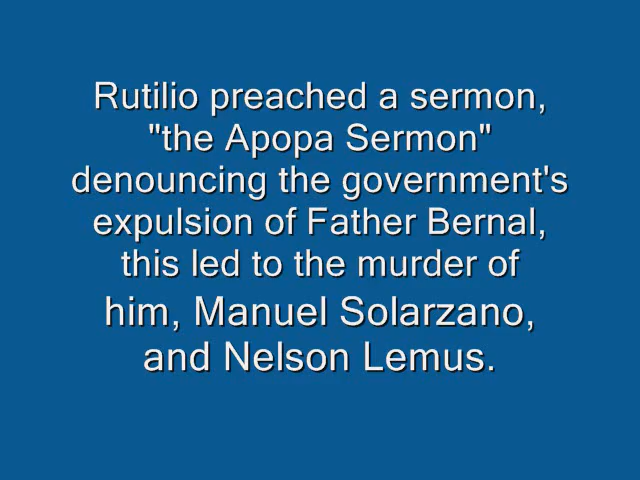 Rutilio preached a sermon,
"the Apopa Sermon"
denouncing the government's
expulsion of Father Bernal,
this led to the murder of
him, Manuel Solarzano,
and Nelson Lemus.